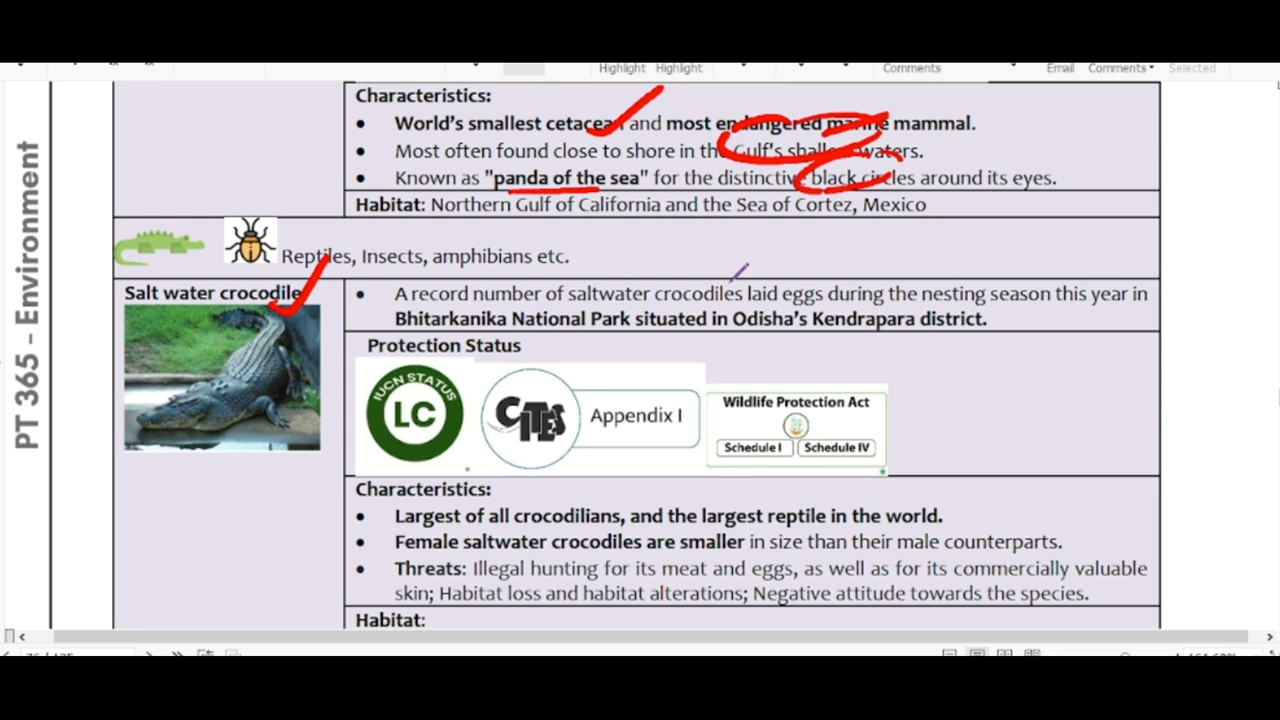 Highlight Highlight Comments Email Comments Selected
PT 365 - Environment
Characteristics:
• World's smallest cetacean and most endangered marine mammal.
• Most often found close to shore in the Gulf's shallow waters.
• Known as "panda of the sea" for the distinctive black circles around its eyes.
Habitat: Northern Gulf of California and the Sea of Cortez, Mexico
Reptiles, Insects, amphibians etc.
Salt water crocodile
• A record number of saltwater crocodiles laid eggs during the nesting season this year in
Bhitarkanika National Park situated in Odisha's Kendrapara district.
Protection Status
IUCN STATUS
LC
CITES
Appendix I
Wildlife Protection Act
Schedule I Schedule IV
Characteristics:
• Largest of all crocodilians, and the largest reptile in the world.
• Female saltwater crocodiles are smaller in size than their male counterparts.
• Threats: Illegal hunting for its meat and eggs, as well as for its commercially valuable
skin; Habitat loss and habitat alterations; Negative attitude towards the species.
Habitat: